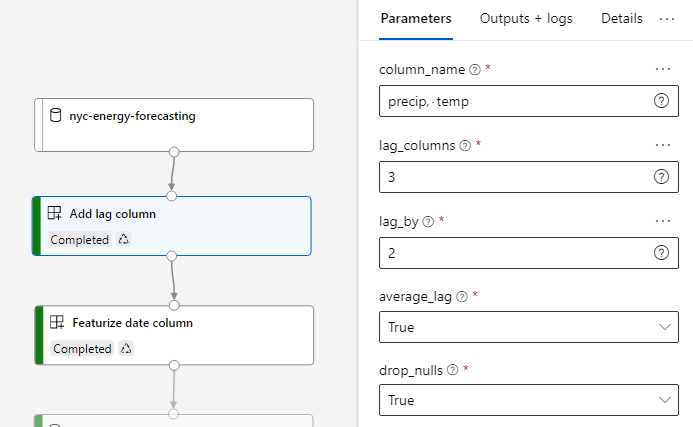 Parameters Outputs + logs Details ...
nyc-energy-forecasting
Add lag column
Completed
Featurize date column
Completed
column_name *
precip, temp
lag_columns *
3
lag_by *
2
average_lag *
True
drop_nulls *
True